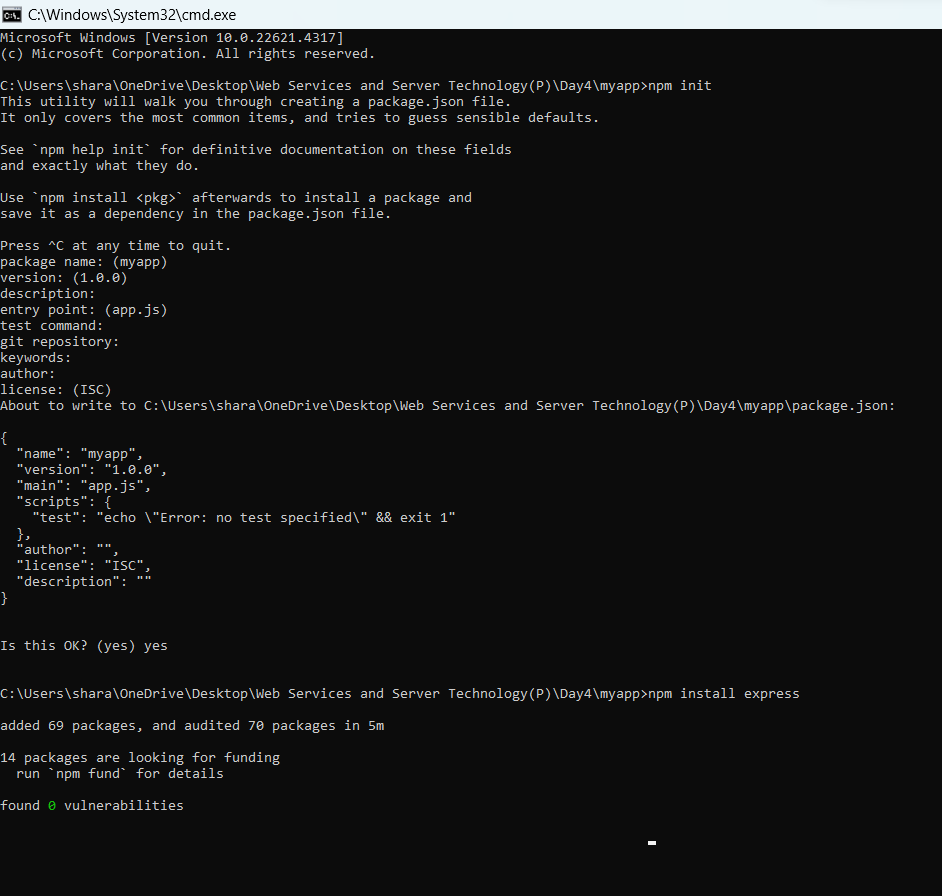 C:\Windows\System32\cmd.exe
Microsoft Windows [Version 10.0.22621.4317]
(c) Microsoft Corporation. All rights reserved.

C:\Users\shara\OneDrive\Desktop\Web Services and Server Technology(P)\Day4\myapp>npm init
This utility will walk you through creating a package.json file.
It only covers the most common items, and tries to guess sensible defaults.

See `npm help init` for definitive documentation on these fields
and exactly what they do.

Use `npm install <pkg>` afterwards to install a package and
save it as a dependency in the package.json file.

Press ^C at any time to quit.
package name: (myapp)
version: (1.0.0)
description:
entry point: (app.js)
test command:
git repository:
keywords:
author:
license: (ISC)
About to write to C:\Users\shara\OneDrive\Desktop\Web Services and Server Technology(P)\Day4\myapp\package.json:

{
  "name": "myapp",
  "version": "1.0.0",
  "main": "app.js",
  "scripts": {
    "test": "echo \"Error: no test specified\" && exit 1"
  },
  "author": "",
  "license": "ISC",
  "description": ""
}

Is this OK? (yes) yes

C:\Users\shara\OneDrive\Desktop\Web Services and Server Technology(P)\Day4\myapp>npm install express

added 69 packages, and audited 70 packages in 5m

14 packages are looking for funding
  run `npm fund` for details

found 0 vulnerabilities